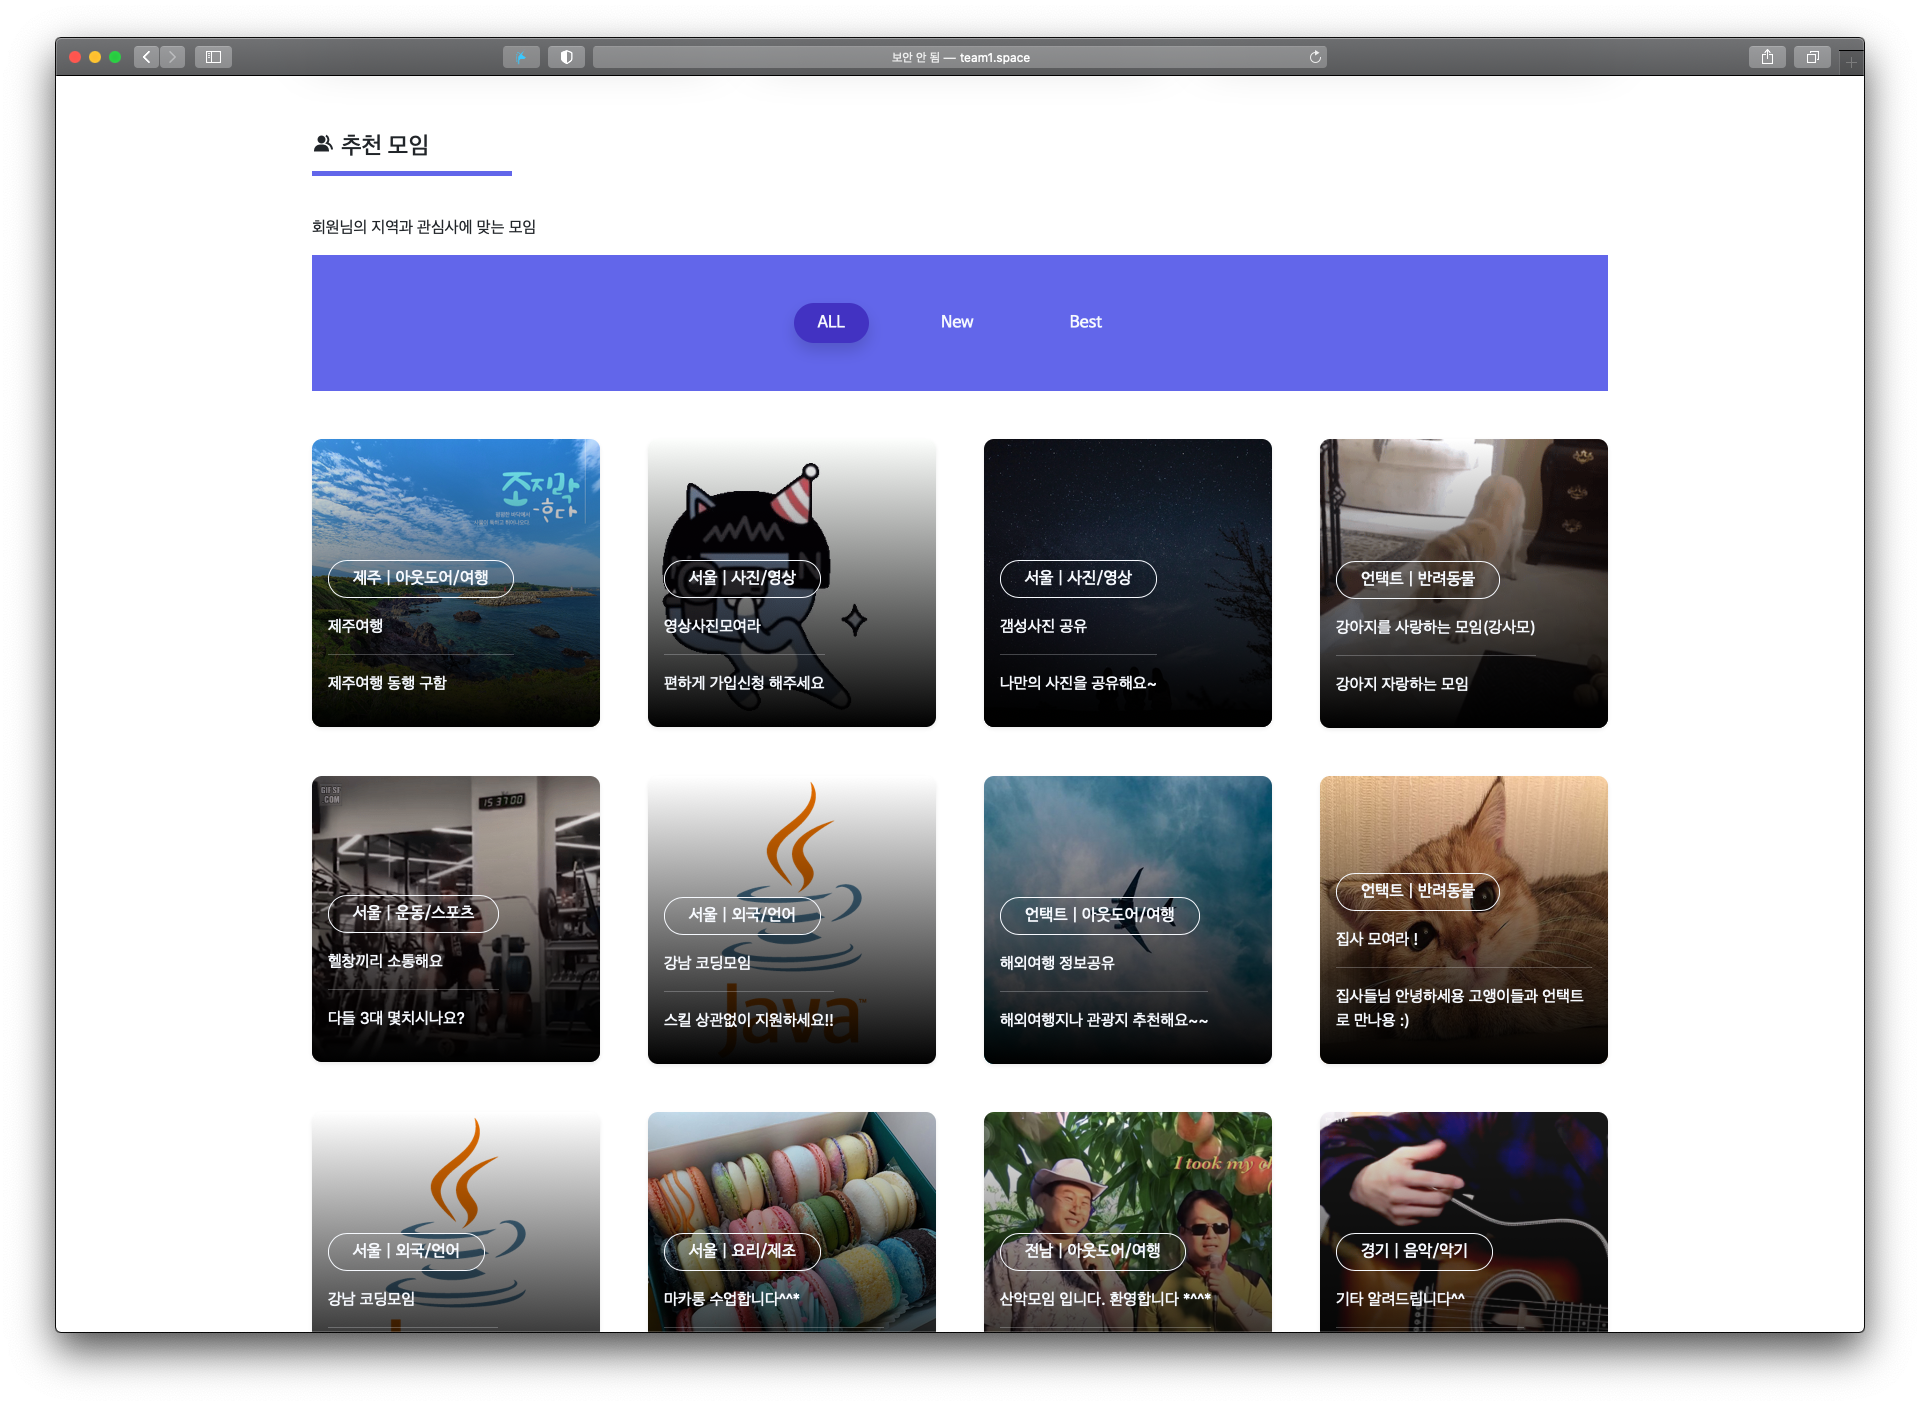 보안 안 됨 — team1.space
추천 모임
회원님의 지역과 관심사에 맞는 모임
ALL
New
Best
조지락
-흔다
제주 | 아웃도어/여행
제주여행
제주여행 동행 구함
서울 | 사진/영상
영상사진모여라
편하게 가입신청 해주세요
서울 | 사진/영상
갬성사진 공유
나만의 사진을 공유해요~
언택트 | 반려동물
강아지를 사랑하는 모임(강사모)
강아지 자랑하는 모임
15 37 00
서울 | 운동/스포츠
헬창끼리 소통해요
다들 3대 몇치시나요?
서울 | 외국/언어
강남 코딩모임
Java
스킬 상관없이 지원하세요!!
언택트 | 아웃도어/여행
해외여행 정보공유
해외여행지나 관광지 추천해요~~
언택트 | 반려동물
집사 모여라 !
집사들님 안녕하세용 고앵이들과 언택트
로 만나용 :)
서울 | 외국/언어
강남 코딩모임
서울 | 요리/제조
마카롱 수업합니다^^*
I took my
전남 | 아웃도어/여행
산악모임 입니다. 환영합니다 *^^*
경기 | 음악/악기
기타 알려드립니다^^